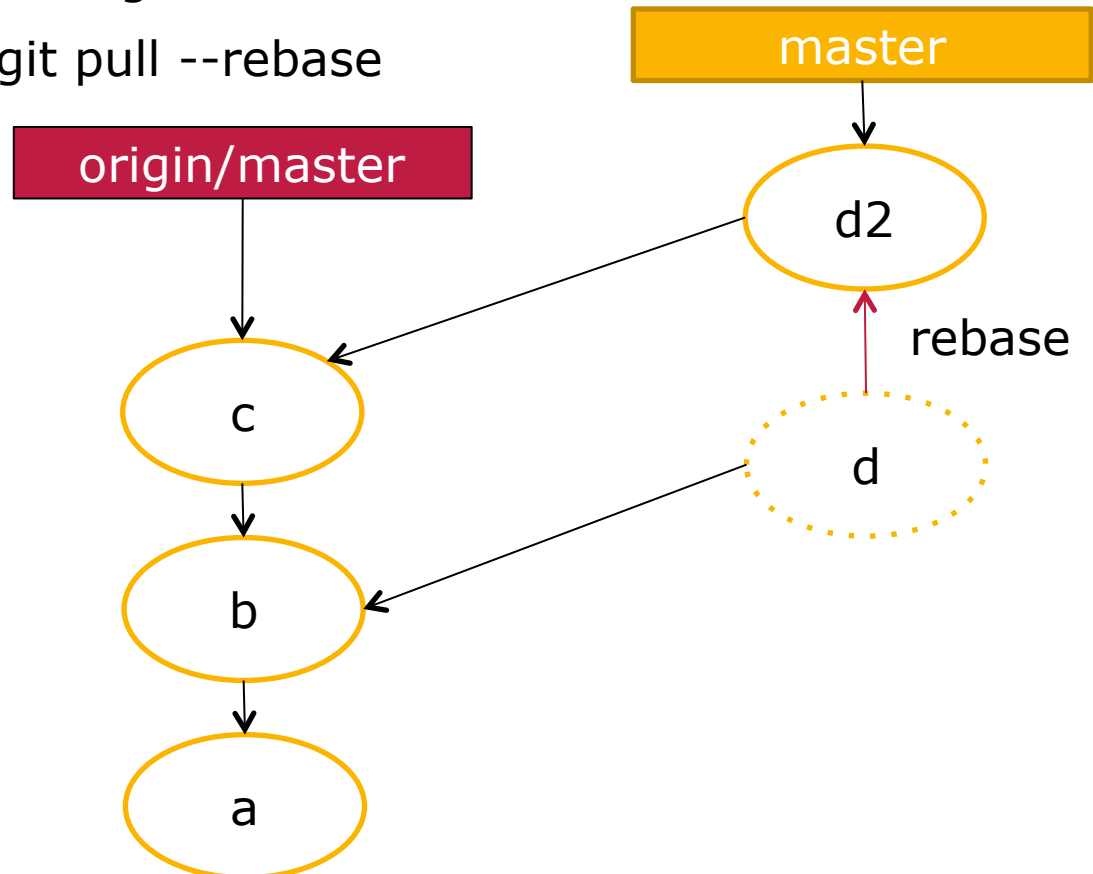 git pull --rebase
master
origin/master
d2
rebase
c
d
b
a